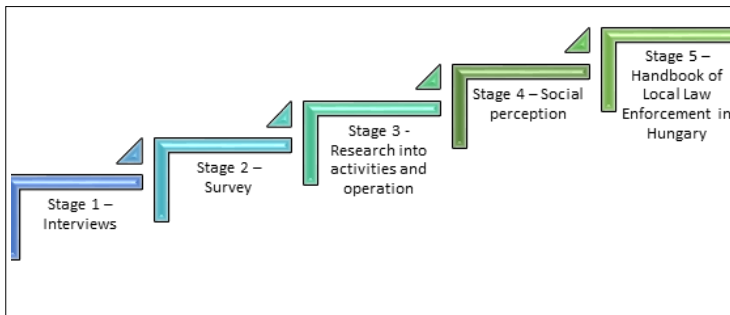 Stage 1 –
Interviews
Stage 2 –
Survey
Stage 3 -
Research into
activities and
operation
Stage 4 – Social
perception
Stage 5 –
Handbook of
Local Law
Enforcement in
Hungary